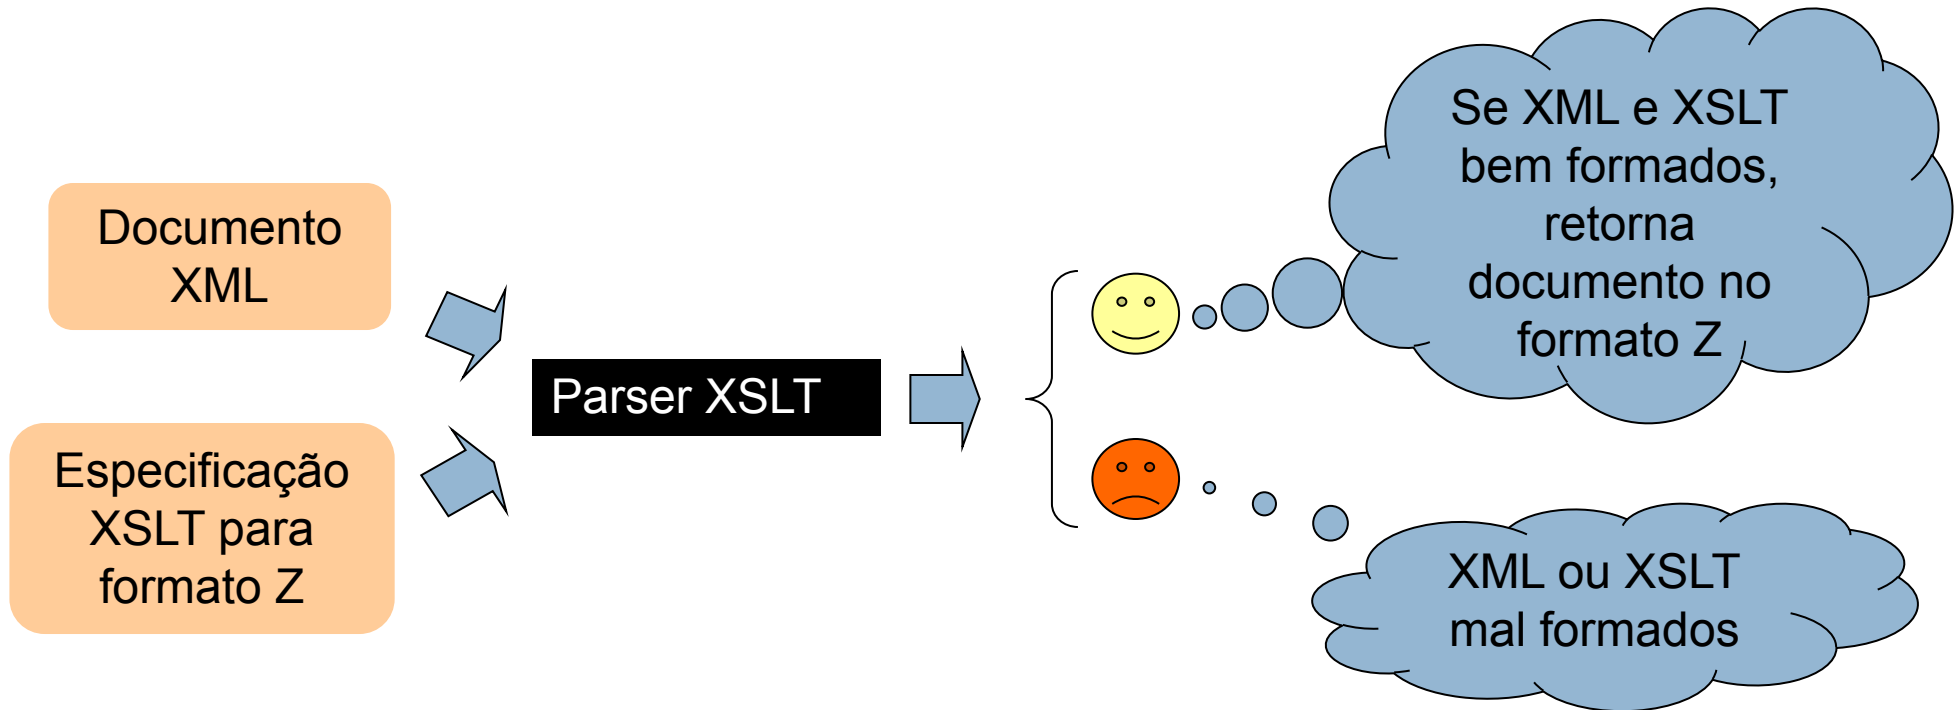 Documento
XML
Especificação
XSLT para
formato Z
Parser XSLT
Se XML e XSLT
bem formados,
retorna
documento no
formato Z
XML ou XSLT
mal formados